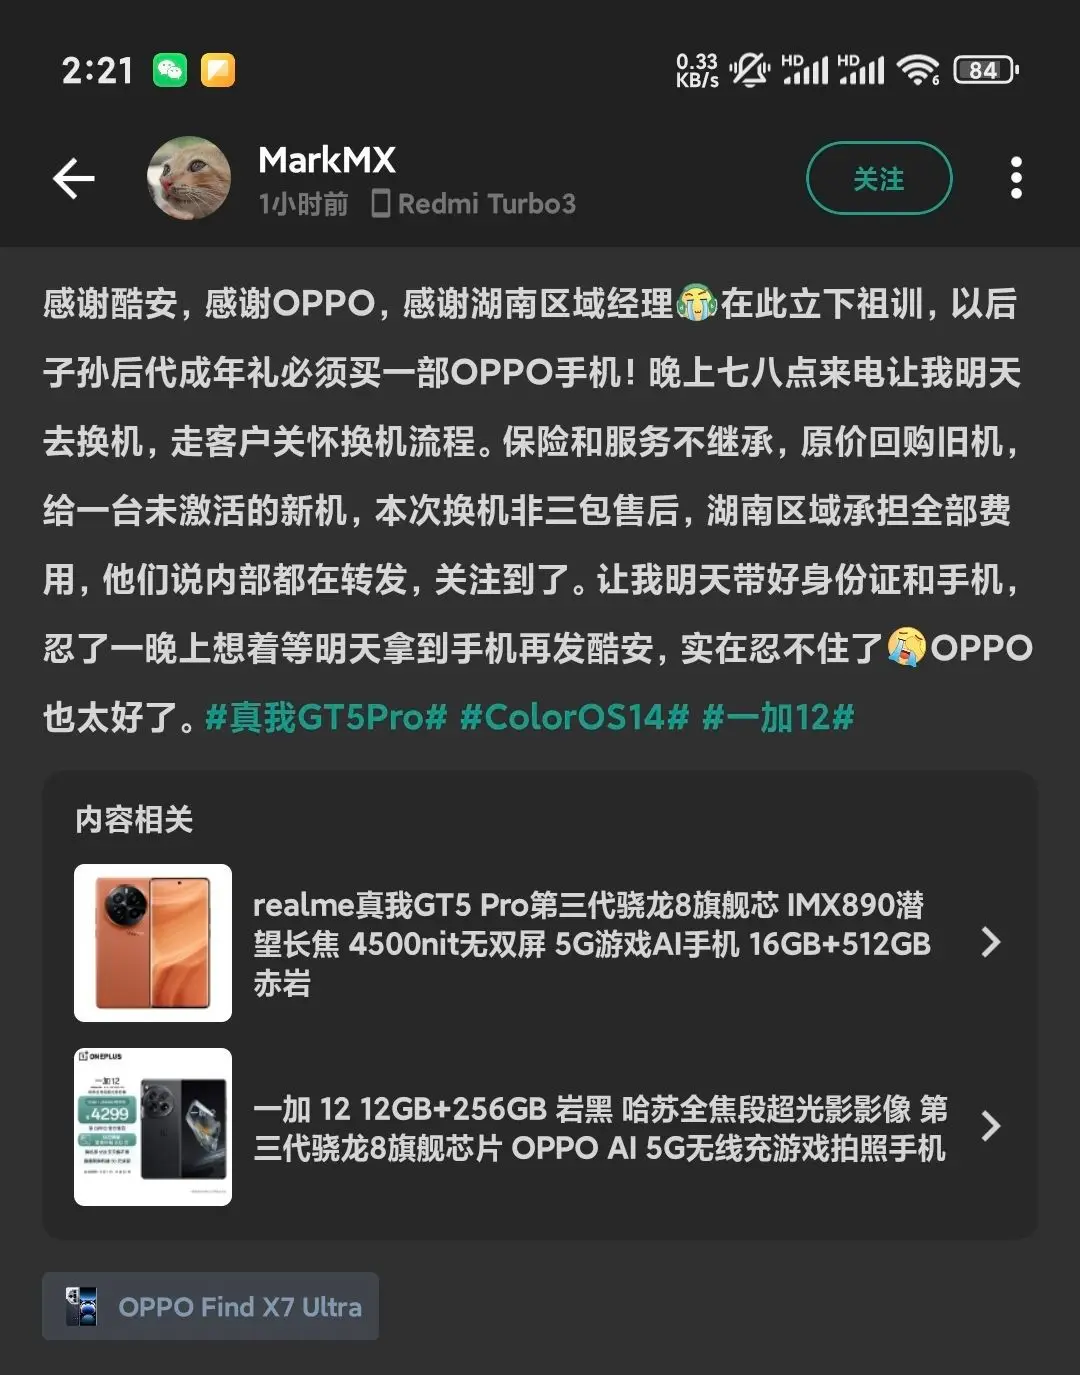 2:21
0.33
KB/s
HD
HD
6
84
MarkMX
1小时前 Redmi Turbo3
关注
感谢酷安，感谢OPPO，感谢湖南区域经理😭在此立下祖训，以后
子孙后代成年礼必须买一部OPPO手机！晚上七八点来电让我明天
去换机，走客户关怀换机流程。保险和服务不继承，原价回购旧机，
给一台未激活的新机，本次换机非三包售后，湖南区域承担全部费
用，他们说内部都在转发，关注到了。让我明天带好身份证和手机，
忍了一晚上想着等明天拿到手机再发酷安，实在忍不住了😭OPPO
也太好了。#真我GT5Pro# #ColorOS14# #一加12#
内容相关
realme真我GT5 Pro第三代骁龙8旗舰芯 IMX890潜
望长焦 4500nit无双屏 5G游戏AI手机 16GB+512GB
赤岩
ONEPLUS
一加 12
4299
一加 12 12GB+256GB 岩黑 哈苏全焦段超光影影像 第
三代骁龙8旗舰芯片 OPPO AI 5G无线充游戏拍照手机
OPPO Find X7 Ultra